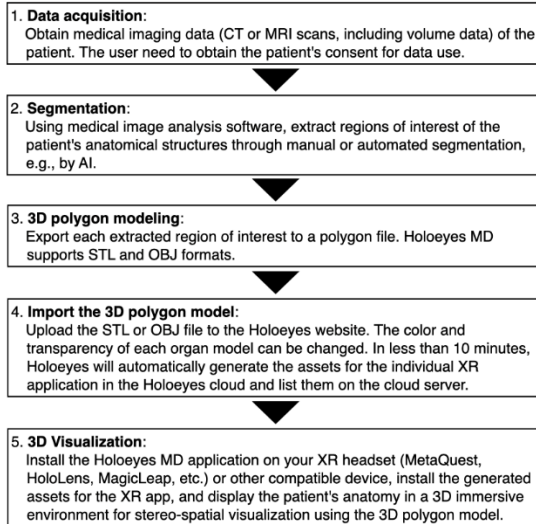 1. Data acquisition:
Obtain medical imaging data (CT or MRI scans, including volume data) of the
patient. The user need to obtain the patient's consent for data use.
2. Segmentation:
Using medical image analysis software, extract regions of interest of the
patient's anatomical structures through manual or automated segmentation,
e.g., by AI.
3. 3D polygon modeling:
Export each extracted region of interest to a polygon file. Holoeyes MD
supports STL and OBJ formats.
4. Import the 3D polygon model:
Upload the STL or OBJ file to the Holoeyes website. The color and
transparency of each organ model can be changed. In less than 10 minutes,
Holoeyes will automatically generate the assets for the individual XR
application in the Holoeyes cloud and list them on the cloud server.
5. 3D Visualization:
Install the Holoeyes MD application on your XR headset (MetaQuest,
HoloLens, MagicLeap, etc.) or other compatible device, install the generated
assets for the XR app, and display the patient's anatomy in a 3D immersive
environment for stereo-spatial visualization using the 3D polygon model.